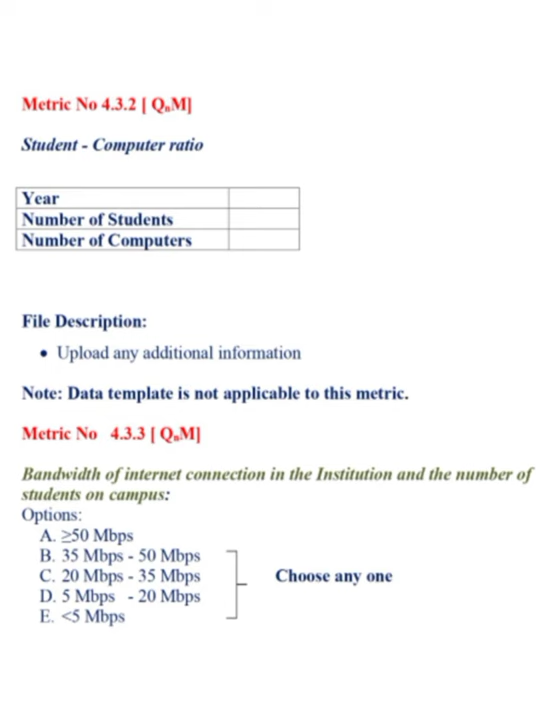 Metric No 4.3.2 [ QnM]
Student - Computer ratio
Year
Number of Students
Number of Computers
File Description:
• Upload any additional information
Note: Data template is not applicable to this metric.
Metric No 4.3.3 [ QnM]
Bandwidth of internet connection in the Institution and the number of
students on campus:
Options:
A. ≥50 Mbps
B. 35 Mbps - 50 Mbps
C. 20 Mbps - 35 Mbps
Choose any one
D. 5 Mbps - 20 Mbps
E. <5 Mbps